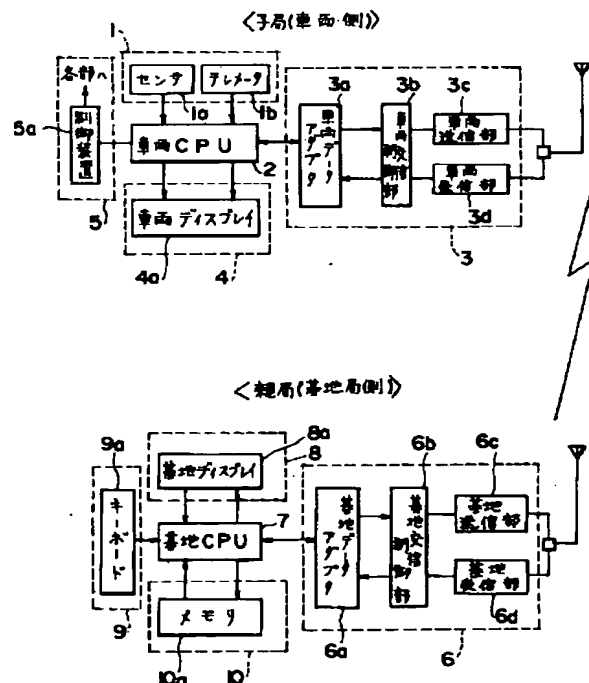 <子局(車両側)>
1
各部へ
センサ
テレメータ
1a
1b
5a
制御装置
車両CPU
2
車両ディスプレイ
4a
4
5
3a
3b
3c
車両データアダプタ
車両交信制御部
車両送信部
車両受信部
3d
3
<親局(基地局側)>
9a
8a
8
基地ディスプレイ
キーボード
7
基地CPU
メモリ
9
10a
10
6b
6c
基地データアダプタ
基地交信制御部
基地送信部
基地受信部
6d
6a
6